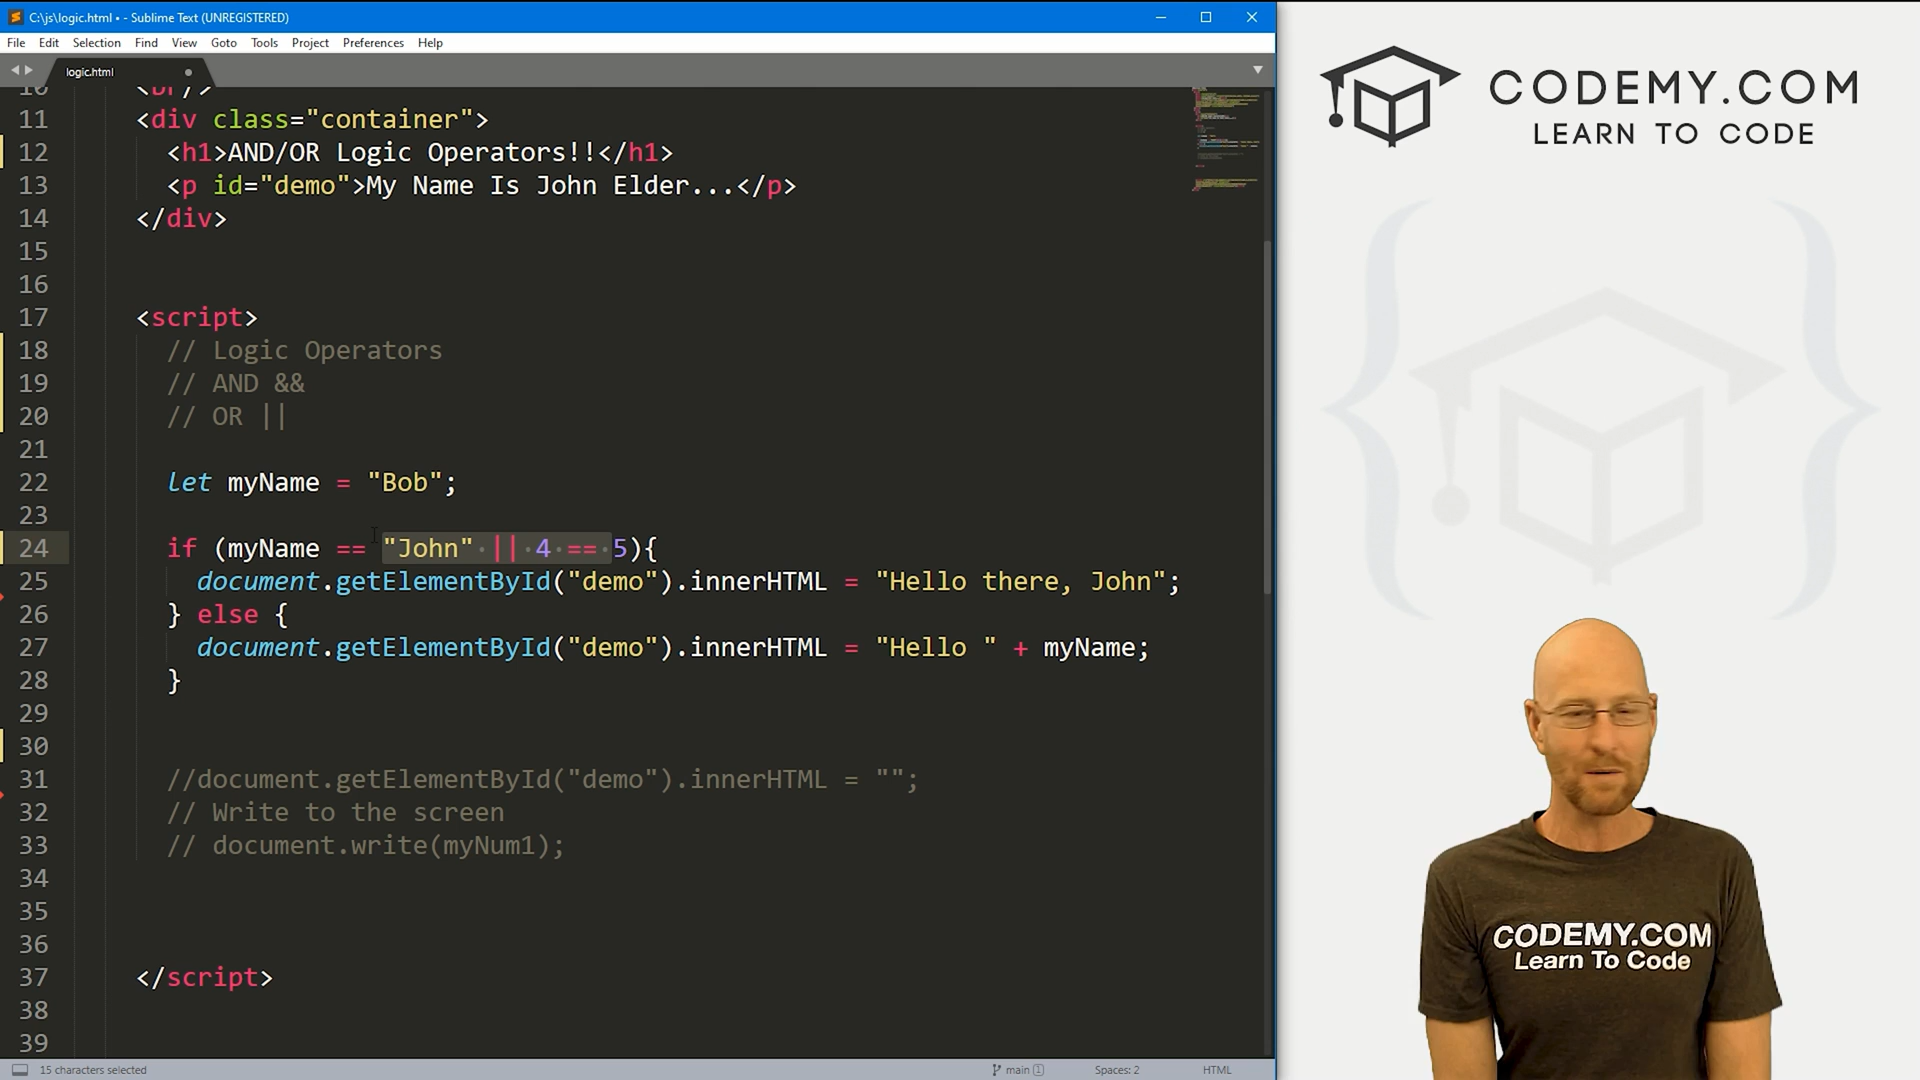 C:\js\logic.html • - Sublime Text (UNREGISTERED)
File Edit Selection Find View Goto Tools Project Preferences Help
logic.html
10 <br/>
11 <div class="container">
12 <h1>AND/OR Logic Operators!!</h1>
13 <p id="demo">My Name Is John Elder...</p>
14 </div>
15
16
17 <script>
18 // Logic Operators
19 // AND &&
20 // OR ||
21
22 let myName = "Bob";
23
24 if (myName == "John" || 4 == 5){
25 document.getElementById("demo").innerHTML = "Hello there, John";
26 } else {
27 document.getElementById("demo").innerHTML = "Hello " + myName;
28 }
29
30
31 //document.getElementById("demo").innerHTML = "";
32 // Write to the screen
33 // document.write(myNum1);
34
35
36
37 </script>
38
39
15 characters selected
main 1
Spaces: 2
HTML
CODEMY.COM
LEARN TO CODE
CODEMY.COM
Learn To Code